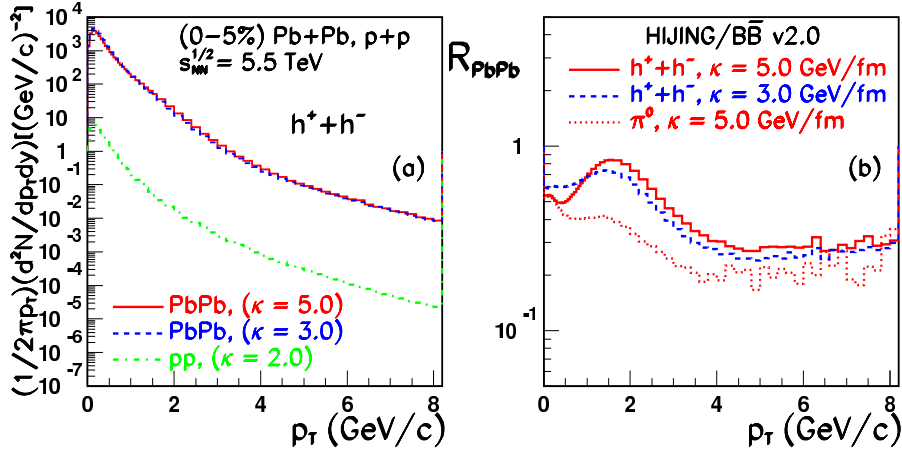 (1/2πp_T)(d²N/dp_Tdy)[(GeV/c)⁻²]
10⁴
10³
10²
10
1
10⁻¹
10⁻²
10⁻³
10⁻⁴
10⁻⁵
10⁻⁶
10⁻⁷
10
(0-5%) Pb+Pb, p+p
s_NN^1/2 = 5.5 TeV
h⁺+h⁻
(a)
PbPb, (κ = 5.0)
PbPb, (κ = 3.0)
pp, (κ = 2.0)
0 2 4 6 8
p_T (GeV/c)
R_PbPb
HIJING/BB̅ v2.0
h⁺+h⁻, κ = 5.0 GeV/fm
h⁺+h⁻, κ = 3.0 GeV/fm
π⁰, κ = 5.0 GeV/fm
1
(b)
10⁻¹
0 2 4 6 8
p_T (GeV/c)